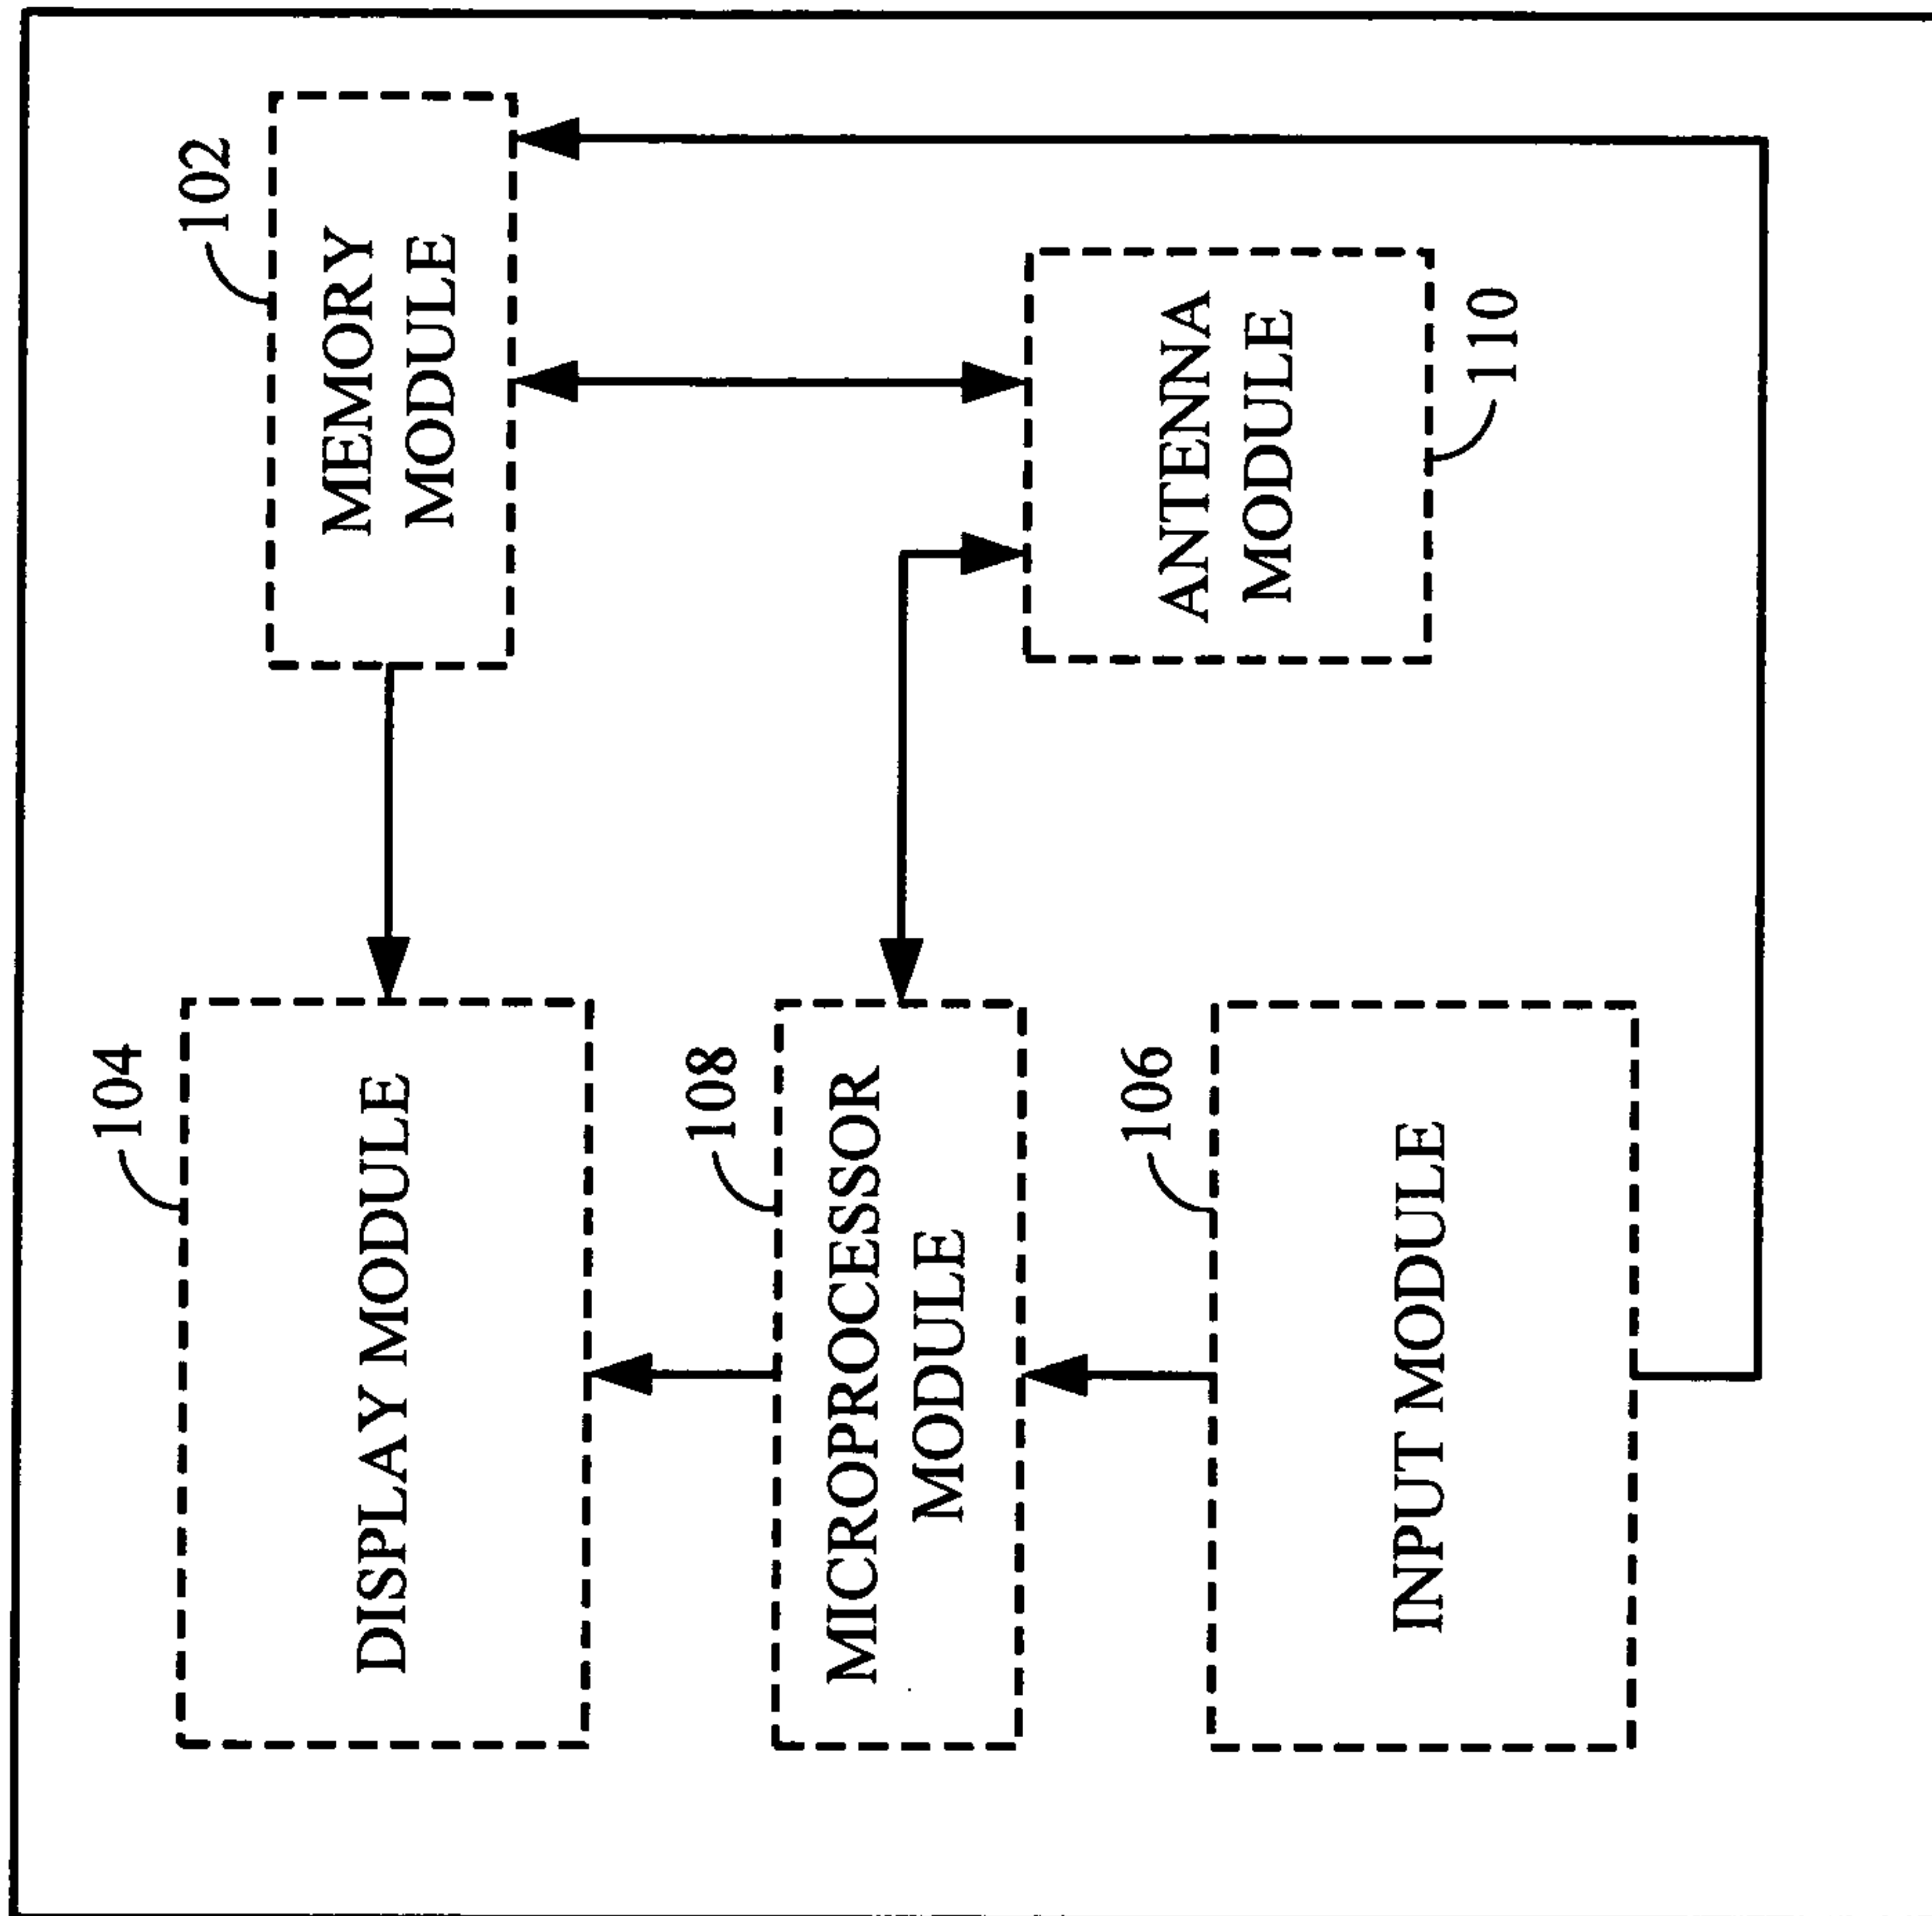 104
DISPLAY MODULE
102
MEMORY
MODULE
108
MICROPROCESSOR
MODULE
ANTENNA
MODULE
110
106
INPUT MODULE